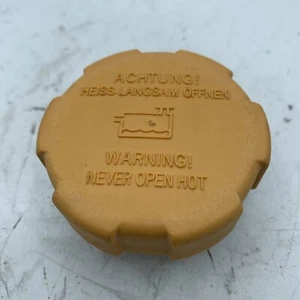 ACHTUNG!
HEISS-LANGSAM ÖFFNEN
WARNING!
NEVER OPEN HOT